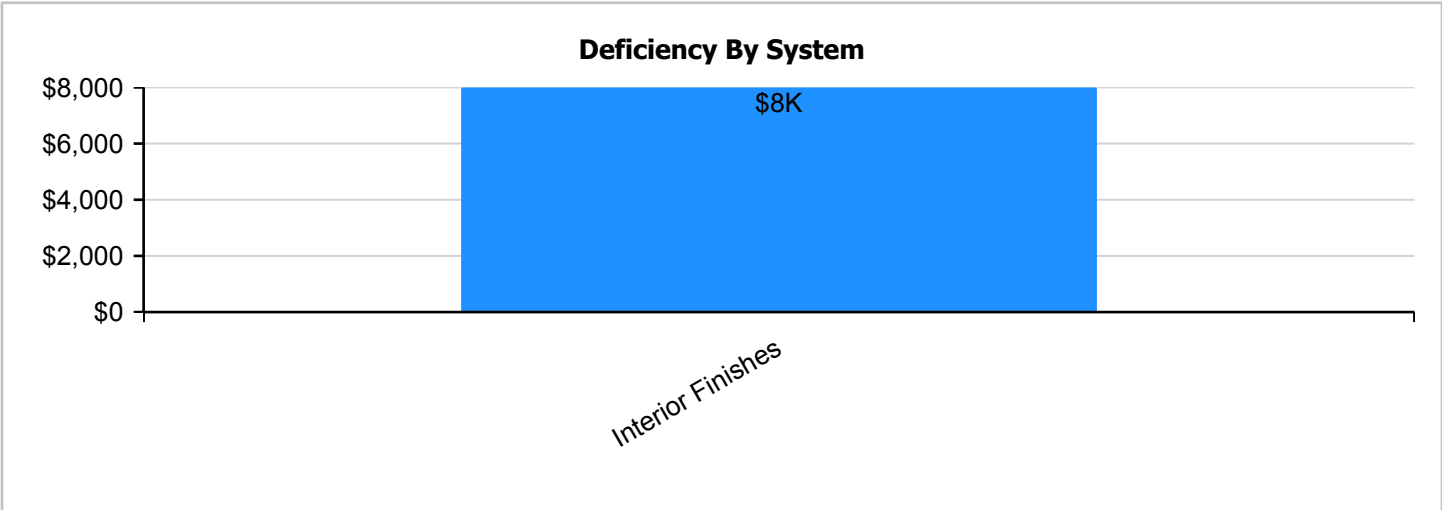 Deficiency By System
$8,000
$8K
$6,000
$4,000
$2,000
$0
Interior Finishes